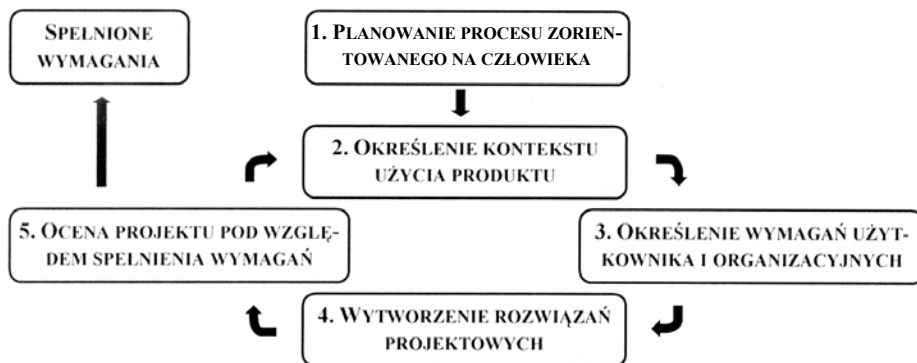 SPEŁNIONE
WYMAGANIA
1. PLANOWANIE PROCESU ZORIEN-
TOWANEGO NA CZŁOWIEKA
2. OKREŚLENIE KONTEKSTU
UŻYCIA PRODUKTU
3. OKREŚLENIE WYMAGAŃ UŻYT-
KOWNIKA I ORGANIZACYJNYCH
4. WYTWORZENIE ROZWIĄZAŃ
PROJEKTOWYCH
5. OCENA PROJEKTU POD WZGLĘ-
DEM SPEŁNIENIA WYMAGAŃ